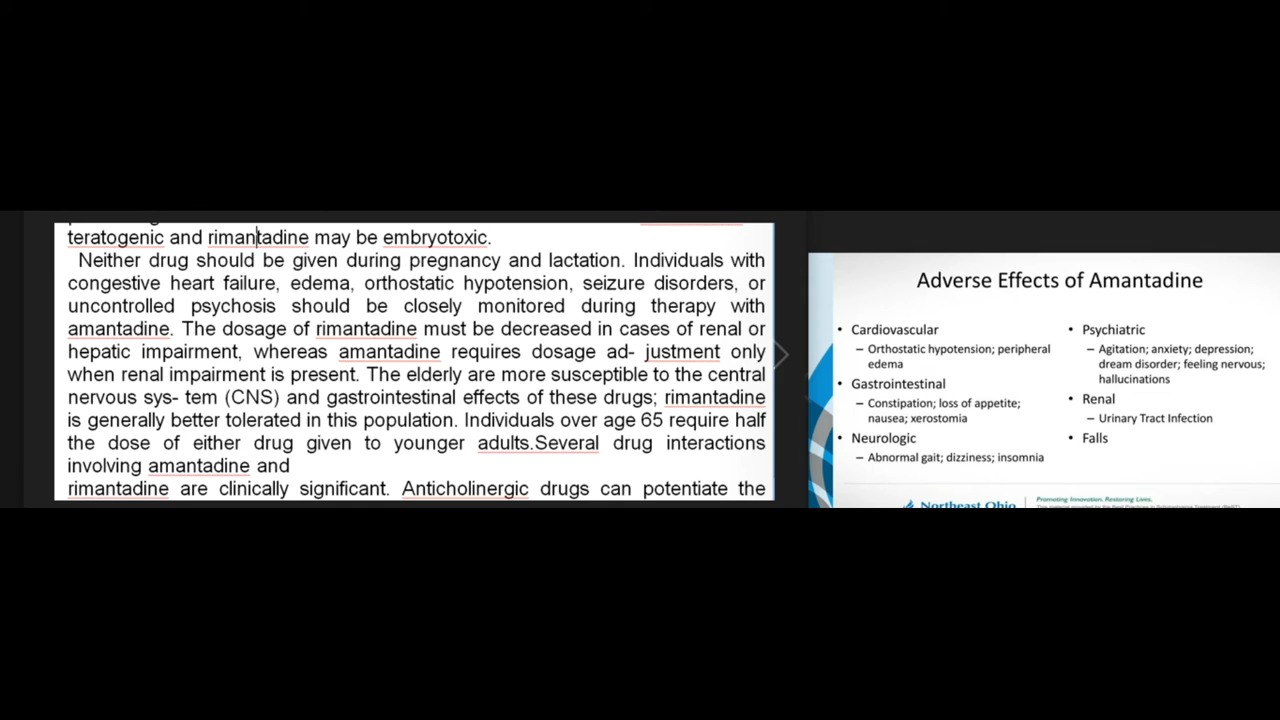 teratogenic and rimantadine may be embryotoxic.
Neither drug should be given during pregnancy and lactation. Individuals with
congestive heart failure, edema, orthostatic hypotension, seizure disorders, or
uncontrolled psychosis should be closely monitored during therapy with
amantadine. The dosage of rimantadine must be decreased in cases of renal or
hepatic impairment, whereas amantadine requires dosage ad- justment only
when renal impairment is present. The elderly are more susceptible to the central
nervous sys- tem (CNS) and gastrointestinal effects of these drugs; rimantadine
is generally better tolerated in this population. Individuals over age 65 require half
the dose of either drug given to younger adults.Several drug interactions
involving amantadine and
rimantadine are clinically significant. Anticholinergic drugs can potentiate the
Adverse Effects of Amantadine
• Cardiovascular
– Orthostatic hypotension; peripheral
edema
• Gastrointestinal
– Constipation; loss of appetite;
nausea; xerostomia
• Neurologic
– Abnormal gait; dizziness; insomnia
• Psychiatric
– Agitation; anxiety; depression;
dream disorder; feeling nervous;
hallucinations
• Renal
– Urinary Tract Infection
• Falls
Northeast Ohio
Promoting Innovation. Restoring Lives.